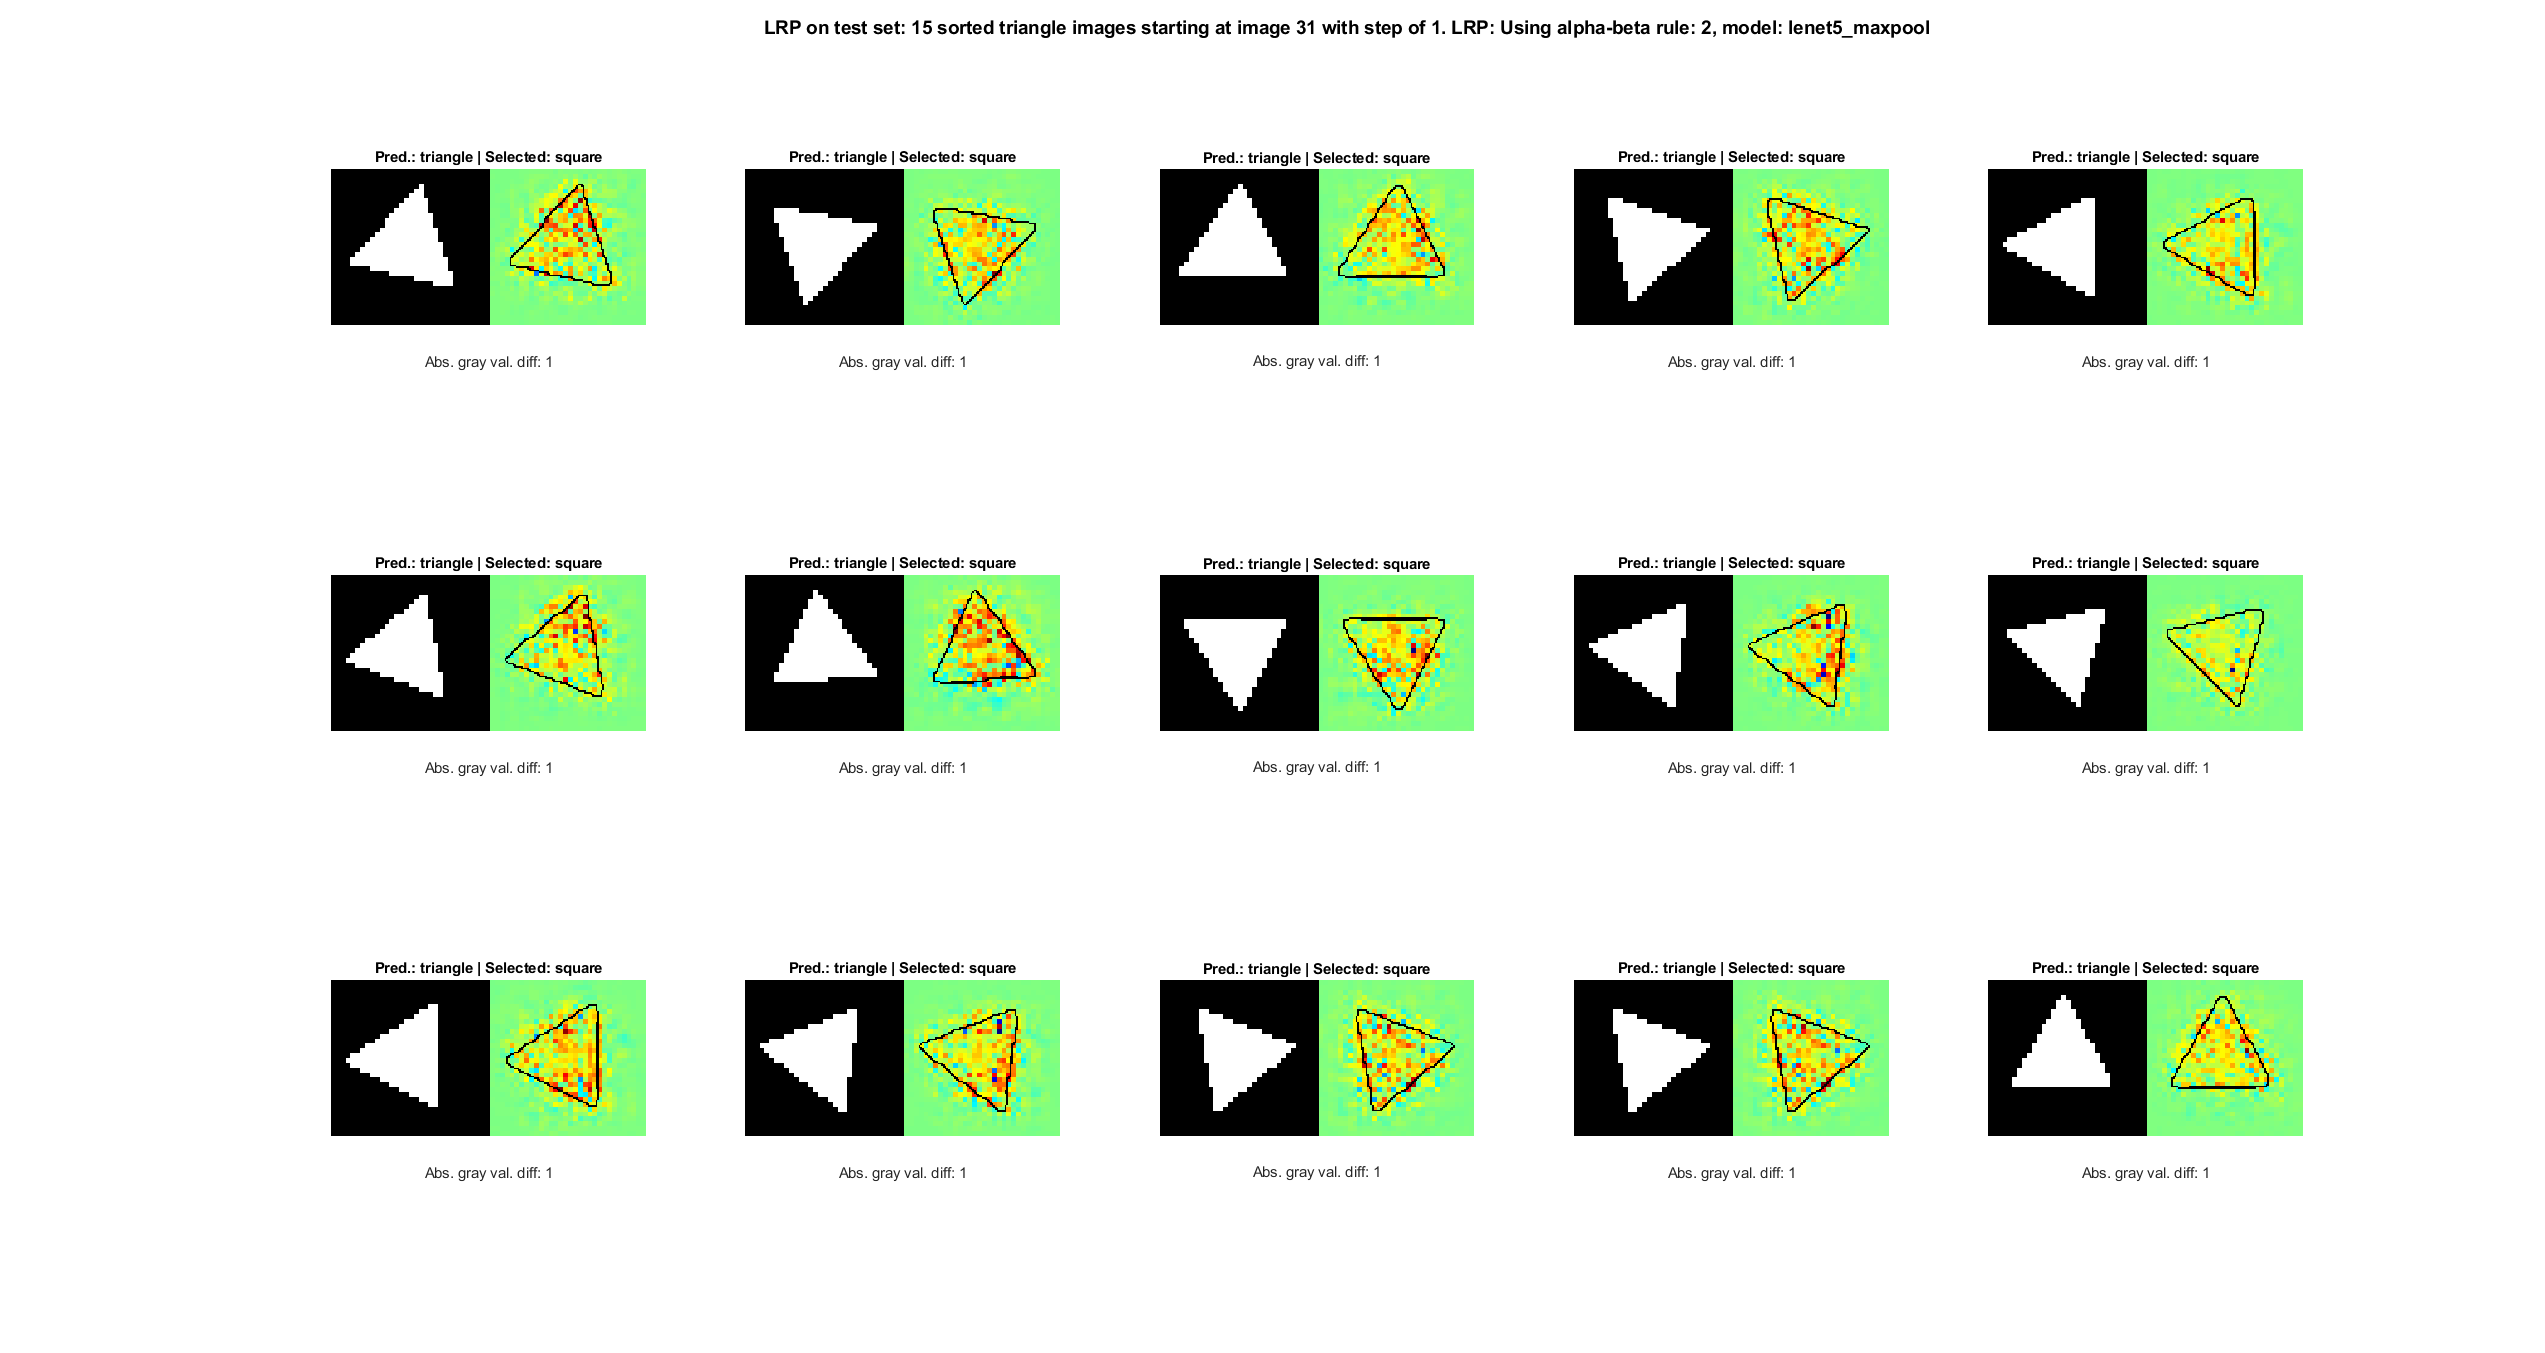 LRP on test set: 15 sorted triangle images starting at image 31 with step of 1. LRP: Using alpha-beta rule: 2, model: lenet5_maxpool
Pred.: triangle | Selected: square
Pred.: triangle | Selected: square
Pred.: triangle | Selected: square
Pred.: triangle | Selected: square
Pred.: triangle | Selected: square
Abs. gray val. diff: 1
Abs. gray val. diff: 1
Abs. gray val. diff: 1
Abs. gray val. diff: 1
Abs. gray val. diff: 1
Pred.: triangle | Selected: square
Pred.: triangle | Selected: square
Pred.: triangle | Selected: square
Pred.: triangle | Selected: square
Pred.: triangle | Selected: square
Abs. gray val. diff: 1
Abs. gray val. diff: 1
Abs. gray val. diff: 1
Abs. gray val. diff: 1
Abs. gray val. diff: 1
Pred.: triangle | Selected: square
Pred.: triangle | Selected: square
Pred.: triangle | Selected: square
Pred.: triangle | Selected: square
Pred.: triangle | Selected: square
Abs. gray val. diff: 1
Abs. gray val. diff: 1
Abs. gray val. diff: 1
Abs. gray val. diff: 1
Abs. gray val. diff: 1